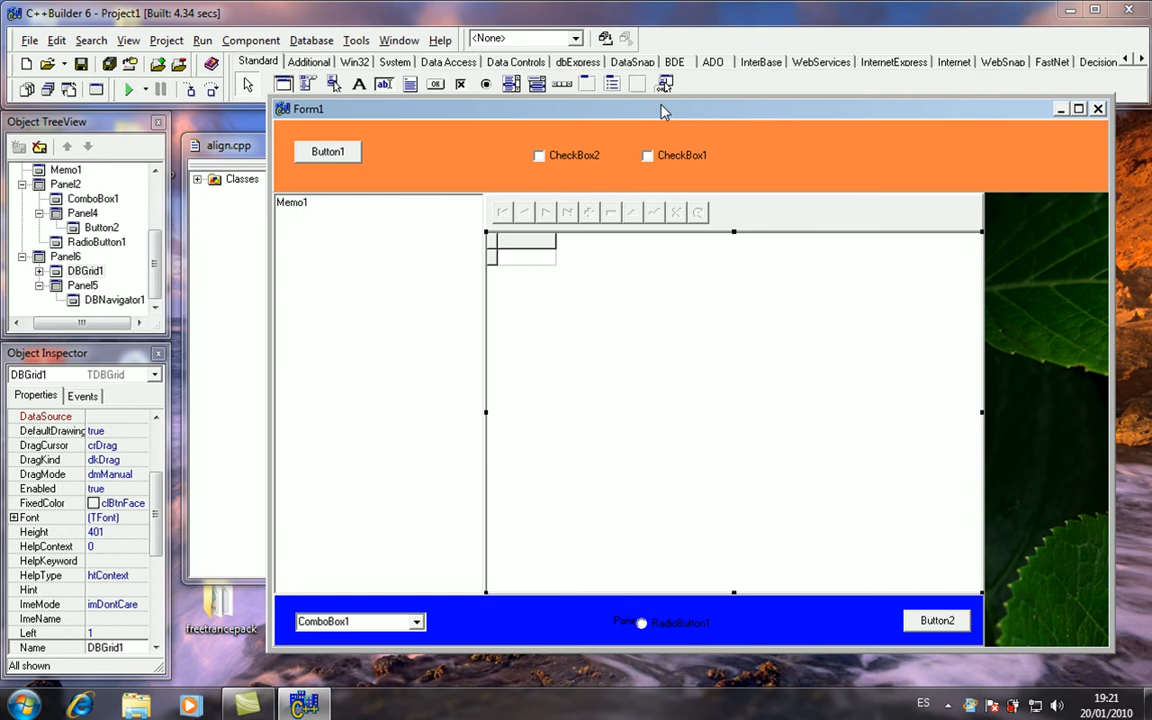 C++Builder 6 - Project1 [Built: 4.34 secs]
File Edit Search View Project Run Component Database Tools Window Help
<None>
Standard Additional Win32 System Data Access Data Controls dbExpress DataSnap BDE ADO InterBase WebServices InternetExpress Internet WebSnap FastNet Decision
Object TreeView
Memo1
Panel2
ComboBox1
Panel4
Button2
RadioButton1
Panel6
DBGrid1
Panel5
DBNavigator1
align.cpp
Classes
Form1
Button1
CheckBox2
CheckBox1
Memo1
ComboBox1
RadioButton1
Button2
Object Inspector
DBGrid1 TDBGrid
Properties Events
DataSource
DefaultDrawing true
DragCursor crDrag
DragKind dkDrag
DragMode dmManual
Enabled true
FixedColor clBtnFace
Font (TFont)
Height 401
HelpContext 0
HelpKeyword
HelpType htContext
Hint
ImeMode imDontCare
ImeName
Left 1
Name DBGrid1
All shown
freetrancepack
ES
19:21
20/01/2010